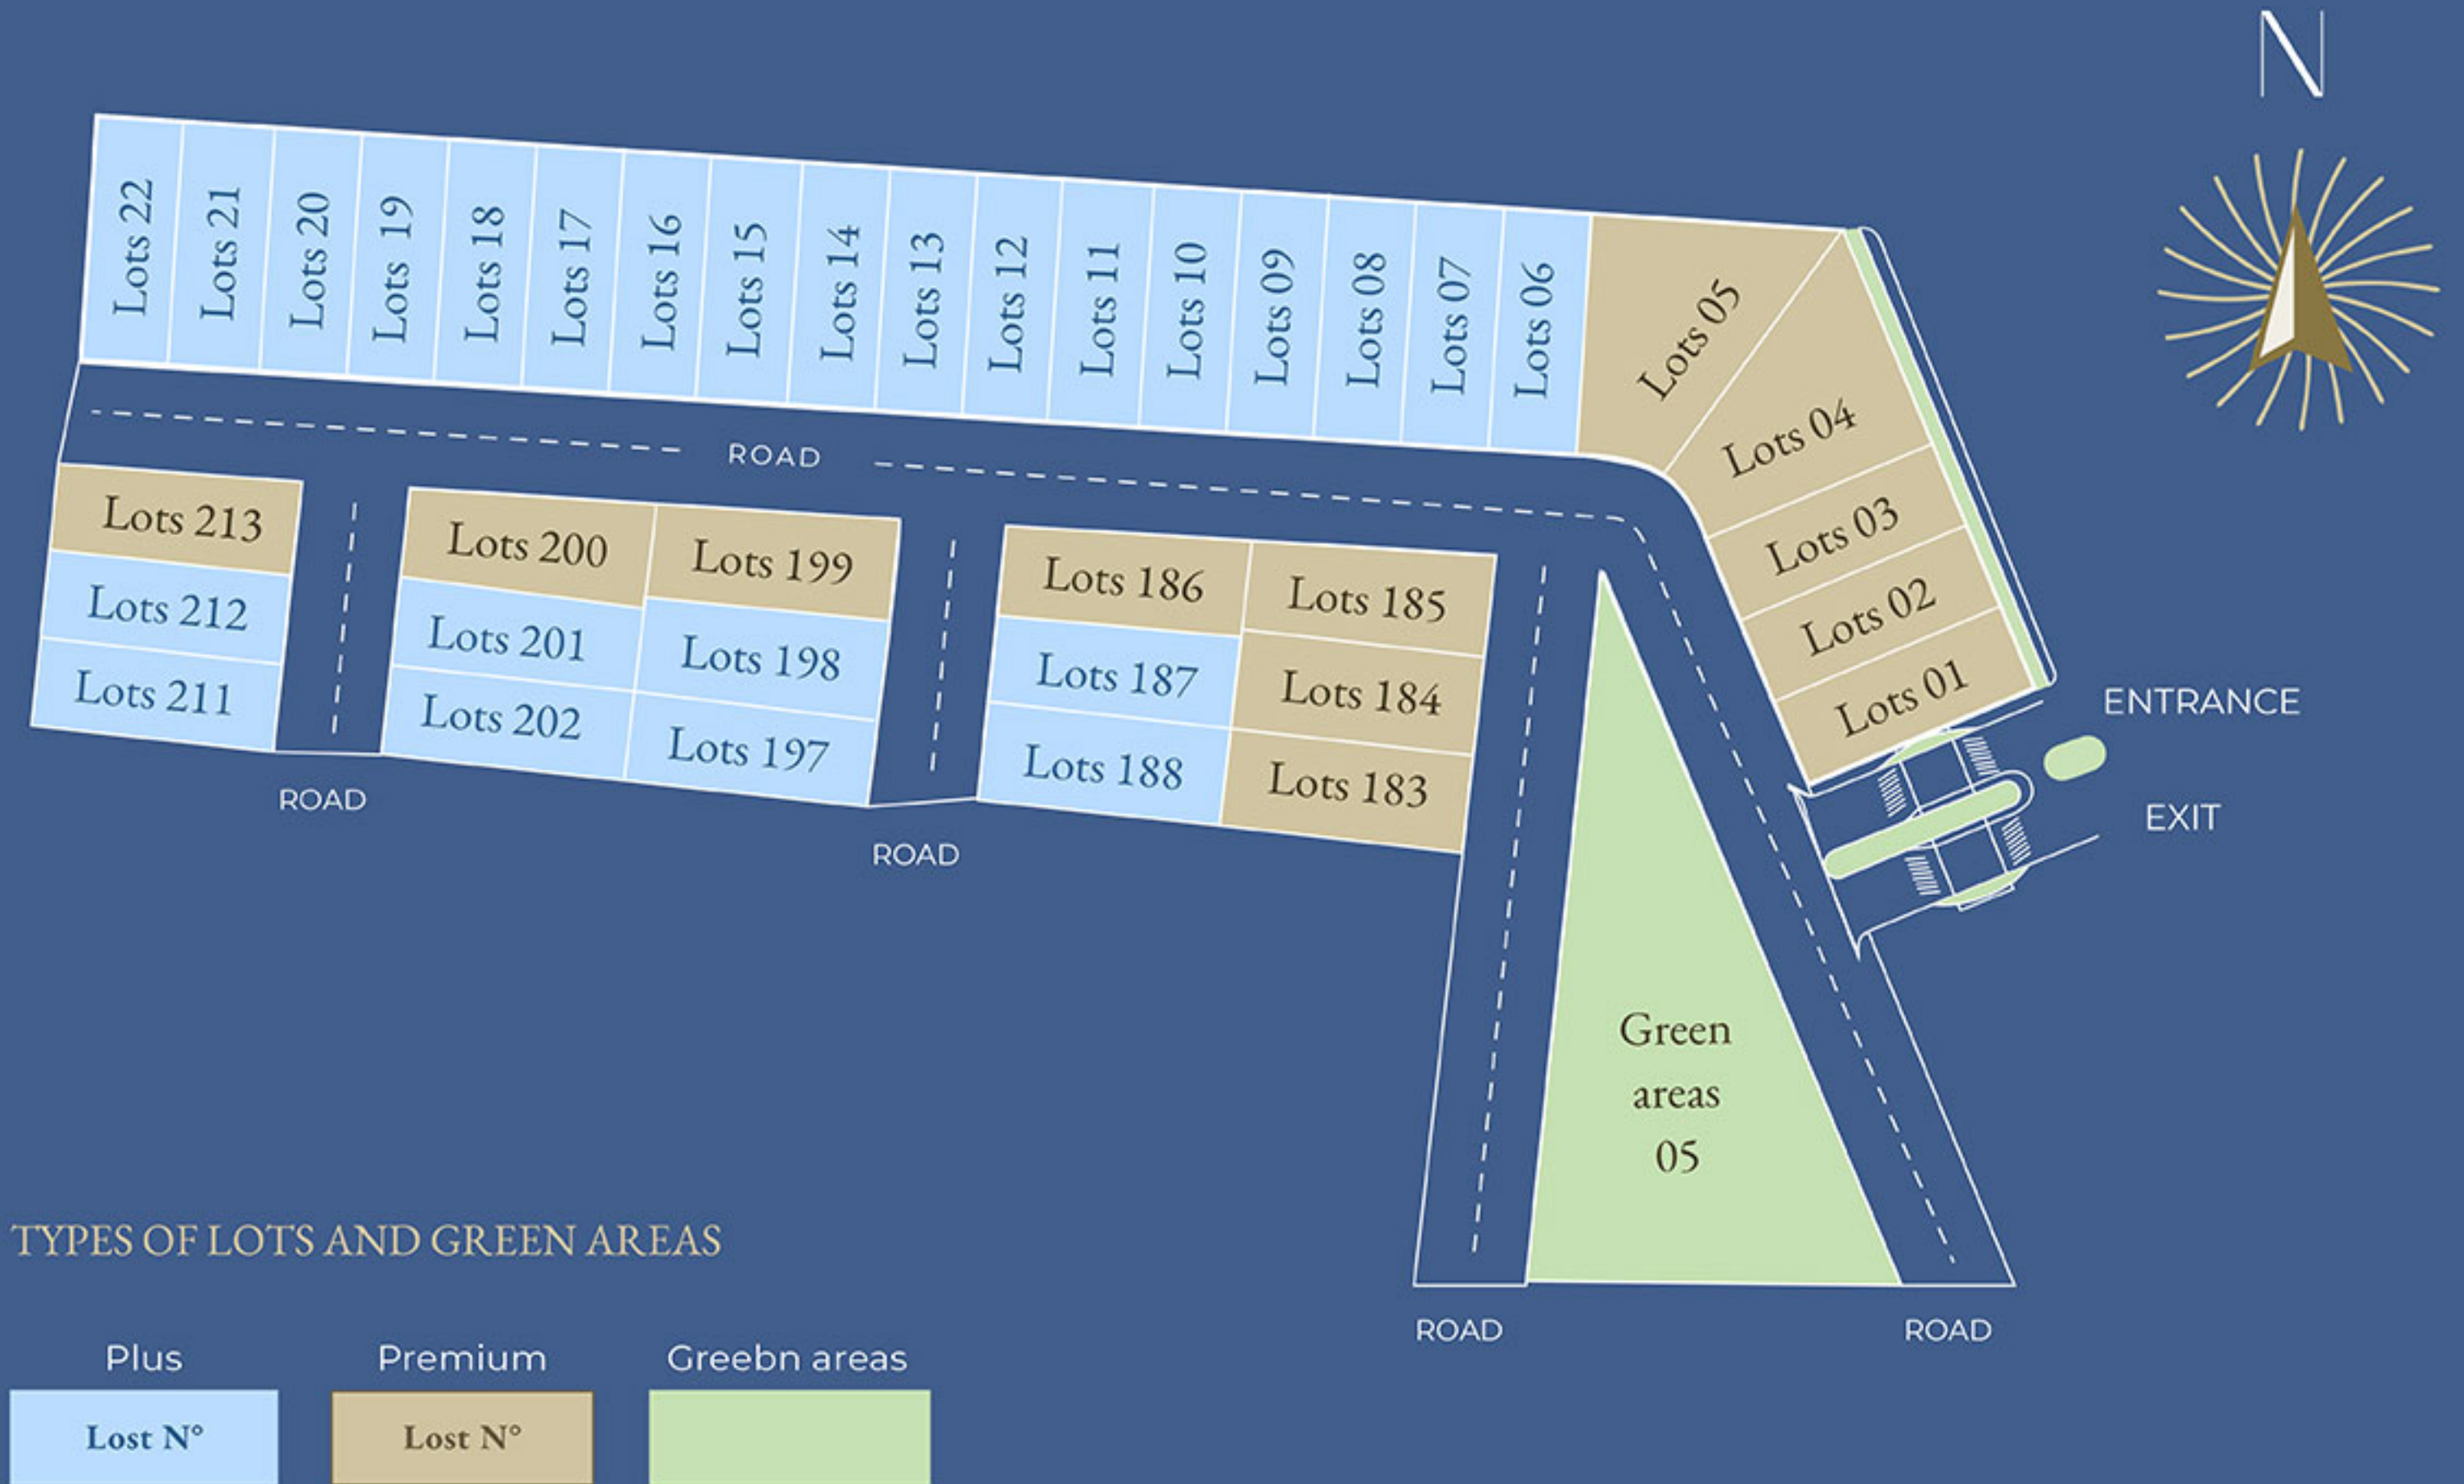 N
Lots 22
Lots 21
Lots 20
Lots 19
Lots 18
Lots 17
Lots 16
Lots 15
Lots 14
Lots 13
Lots 12
Lots 11
Lots 10
Lots 09
Lots 08
Lots 07
Lots 06
Lots 05
Lots 04
Lots 03
Lots 02
Lots 01
ROAD
Lots 213
Lots 212
Lots 211
Lots 200
Lots 199
Lots 201
Lots 198
Lots 202
Lots 197
Lots 186
Lots 185
Lots 187
Lots 184
Lots 188
Lots 183
ENTRANCE
EXIT
ROAD
ROAD
Green
areas
05
ROAD
ROAD
TYPES OF LOTS AND GREEN AREAS
Plus
Premium
Greebn areas
Lost N°
Lost N°